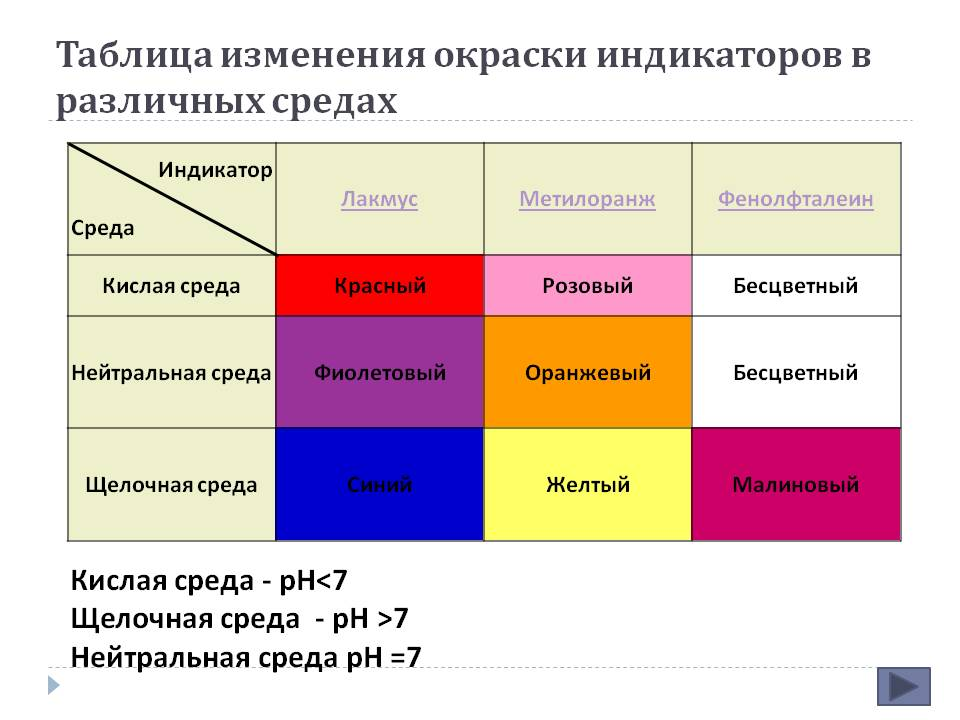 Таблица изменения окраски индикаторов в
различных средах
Индикатор
Среда
Лакмус
Метилоранж
Фенолфталеин
Кислая среда
Красный
Розовый
Бесцветный
Нейтральная среда
Фиолетовый
Оранжевый
Бесцветный
Щелочная среда
Синий
Желтый
Малиновый
Кислая среда - pH<7
Щелочная среда  - pH >7
Нейтральная среда pH =7